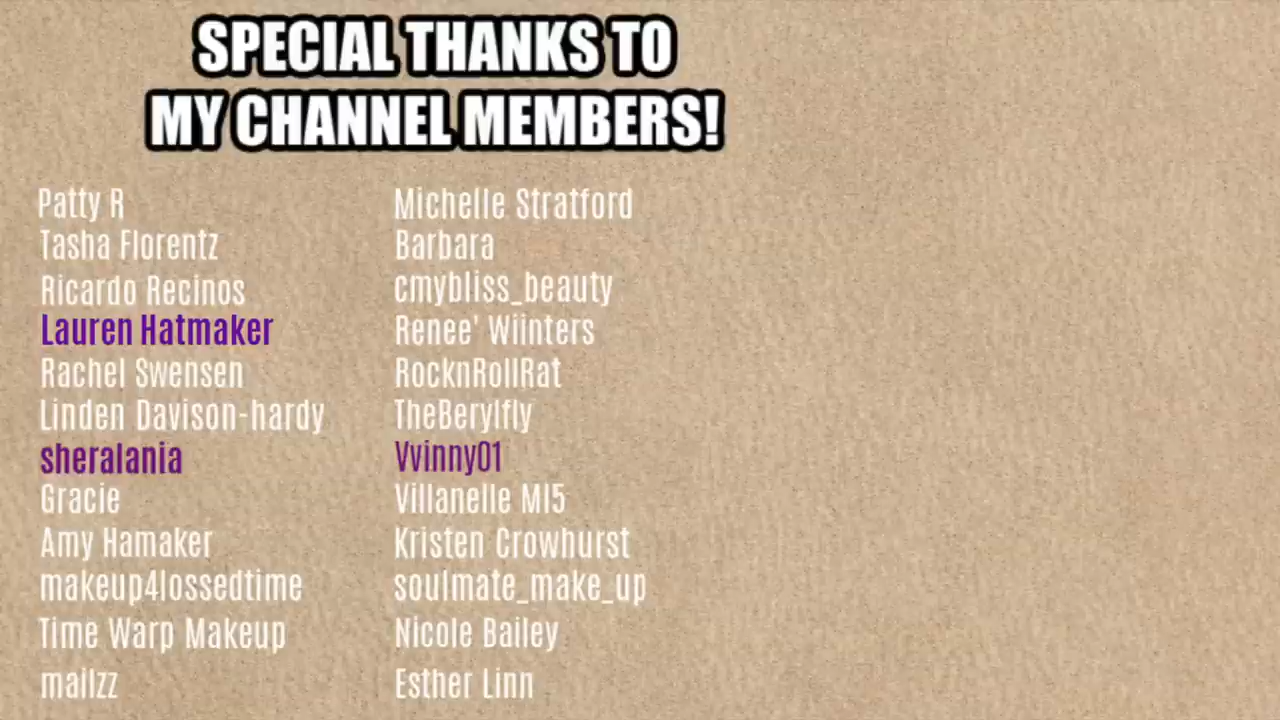 SPECIAL THANKS TO
MY CHANNEL MEMBERS!
Patty R
Tasha Florentz
Ricardo Recinos
Lauren Hatmaker
Rachel Swensen
Linden Davison-hardy
sheralania
Gracie
Amy Hamaker
makeup4lossedtime
Time Warp Makeup
mailzz
Michelle Stratford
Barbara
cmybliss_beauty
Renee' Wiinters
RocknRollRat
TheBerylfly
Vvinny01
Villanelle MI5
Kristen Crowhurst
soulmate_make_up
Nicole Bailey
Esther Linn